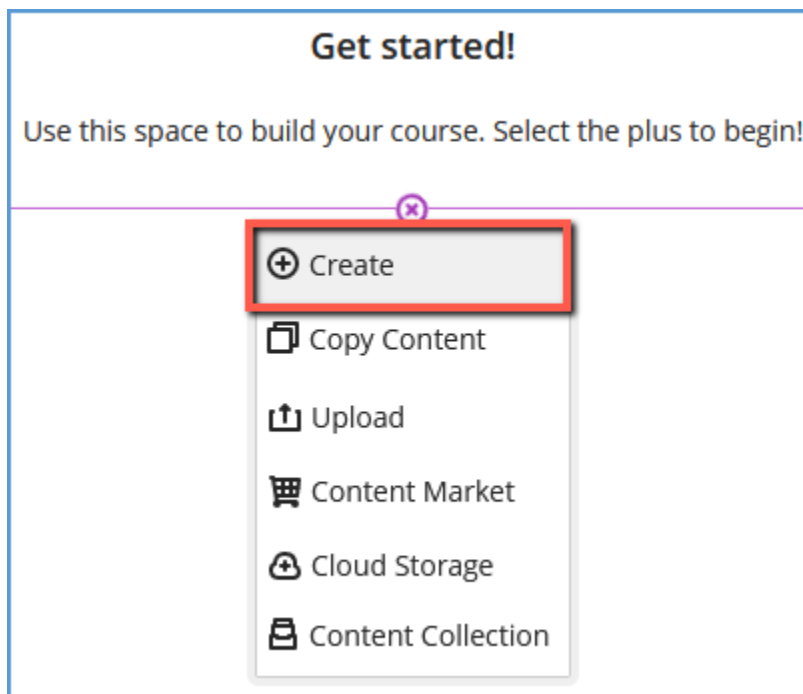 Get started!
Use this space to build your course. Select the plus to begin!
Create
Copy Content
Upload
Content Market
Cloud Storage
Content Collection